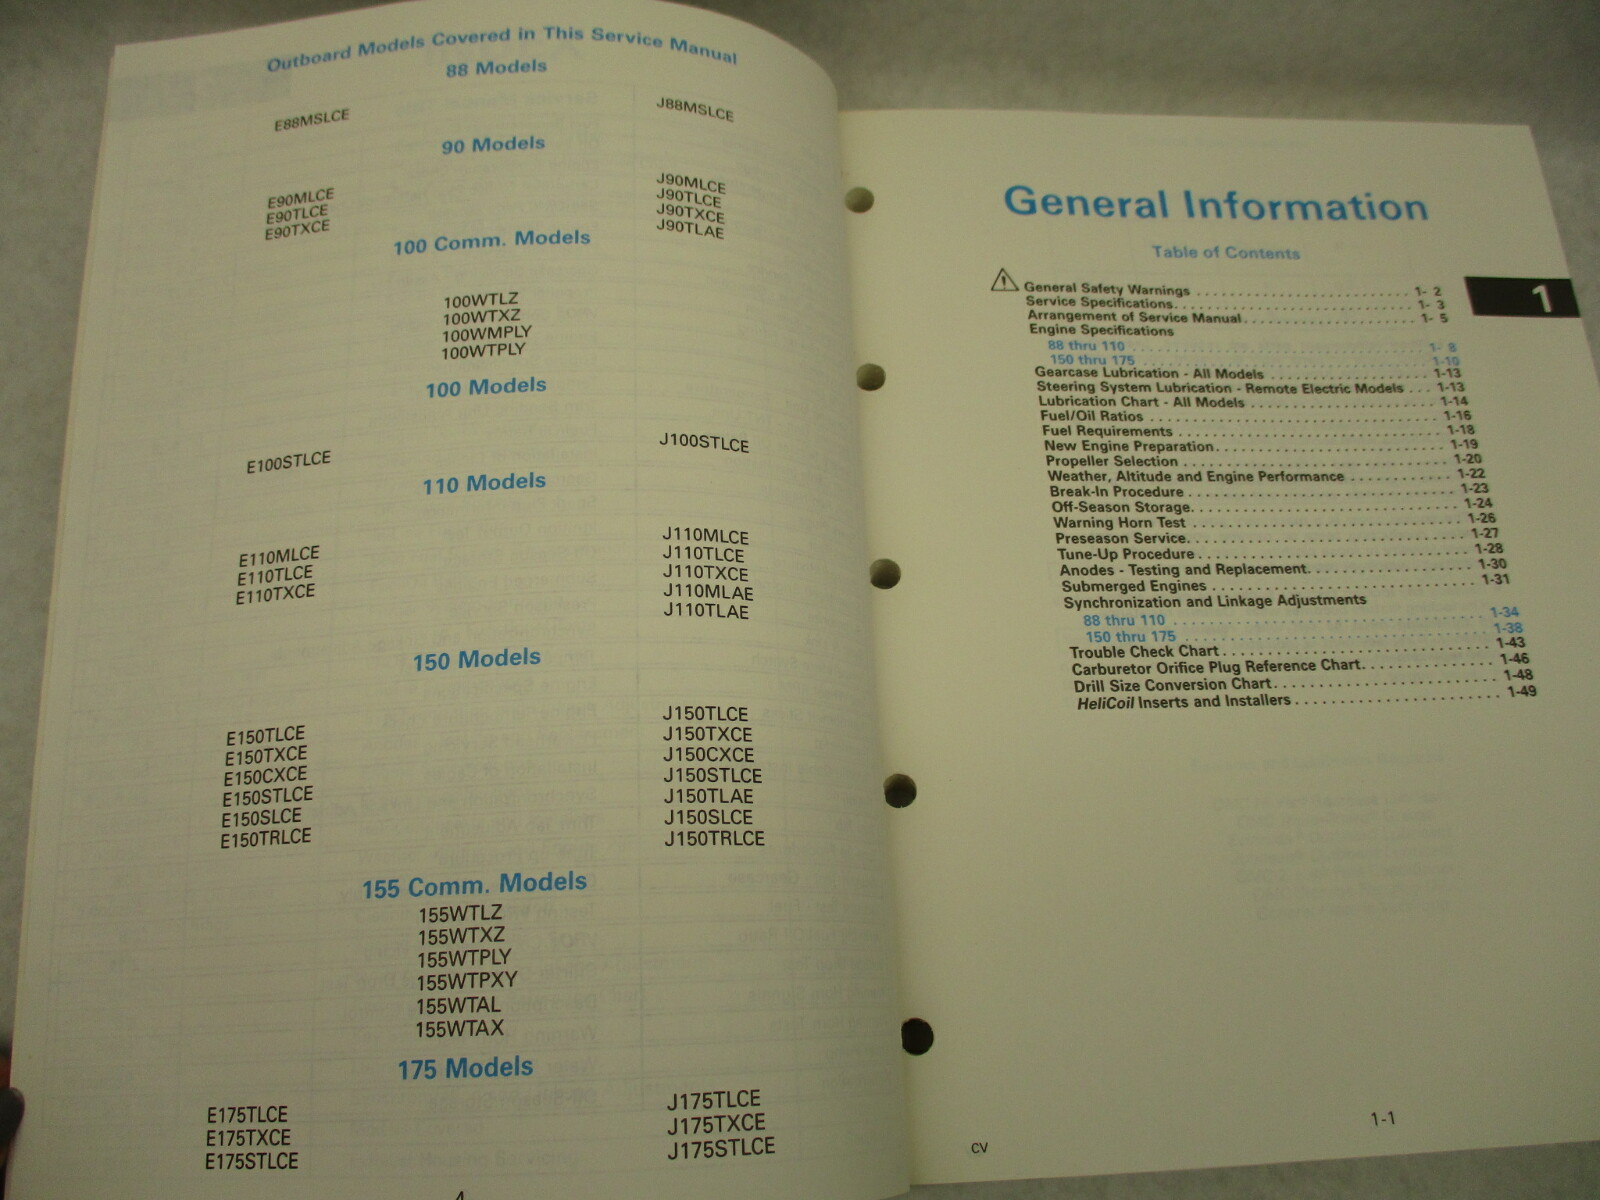 Outboard Models Covered in This Service Manual
88 Models
E88MSLCE J88MSLCE
90 Models
E90MLCE J90MLCE
E90TLCE J90TLCE
E90TXCE J90TXCE
J90TLAE
100 Comm. Models
100WTLZ
100WTXZ
100WMPLY
100WTPLY
100 Models
E100STLCE J100STLCE
110 Models
E110MLCE J110MLCE
E110TLCE J110TLCE
E110TXCE J110TXCE
J110MLAE
J110TLAE
150 Models
E150TLCE J150TLCE
E150TXCE J150TXCE
E150CXCE J150CXCE
E150STLCE J150STLCE
E150SLCE J150TLAE
E150TRLCE J150SLCE
J150TRLCE
155 Comm. Models
155WTLZ
155WTXZ
155WTPLY
155WTPXY
155WTAL
155WTAX
175 Models
E175TLCE J175TLCE
E175TXCE J175TXCE
E175STLCE J175STLCE
4
General Information
Table of Contents
1
General Safety Warnings 1- 2
Service Specifications 1- 3
Arrangement of Service Manual 1- 5
Engine Specifications
88 thru 110 1- 8
150 thru 175 1-10
Gearcase Lubrication - All Models 1-13
Steering System Lubrication - Remote Electric Models 1-13
Lubrication Chart - All Models 1-14
Fuel/Oil Ratios 1-16
Fuel Requirements 1-18
New Engine Preparation 1-19
Propeller Selection 1-20
Weather, Altitude and Engine Performance 1-22
Break-In Procedure 1-23
Off-Season Storage 1-24
Warning Horn Test 1-26
Preseason Service 1-27
Tune-Up Procedure 1-28
Anodes - Testing and Replacement 1-30
Submerged Engines 1-31
Synchronization and Linkage Adjustments
88 thru 110 1-34
150 thru 175 1-38
Trouble Check Chart 1-43
Carburetor Orifice Plug Reference Chart 1-46
Drill Size Conversion Chart 1-48
HeliCoil Inserts and Installers 1-49
CV
1-1